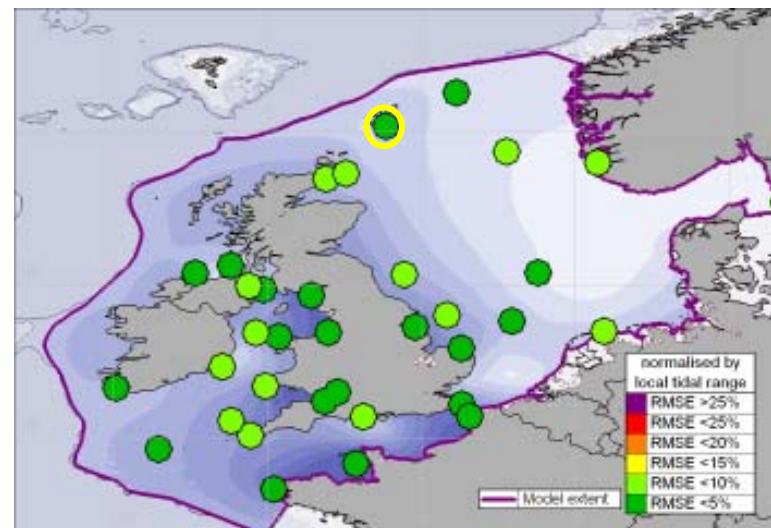 normalised by
local tidal range
RMSE >25%
RMSE <25%
RMSE <20%
RMSE <15%
RMSE <10%
RMSE <5%
Model extent